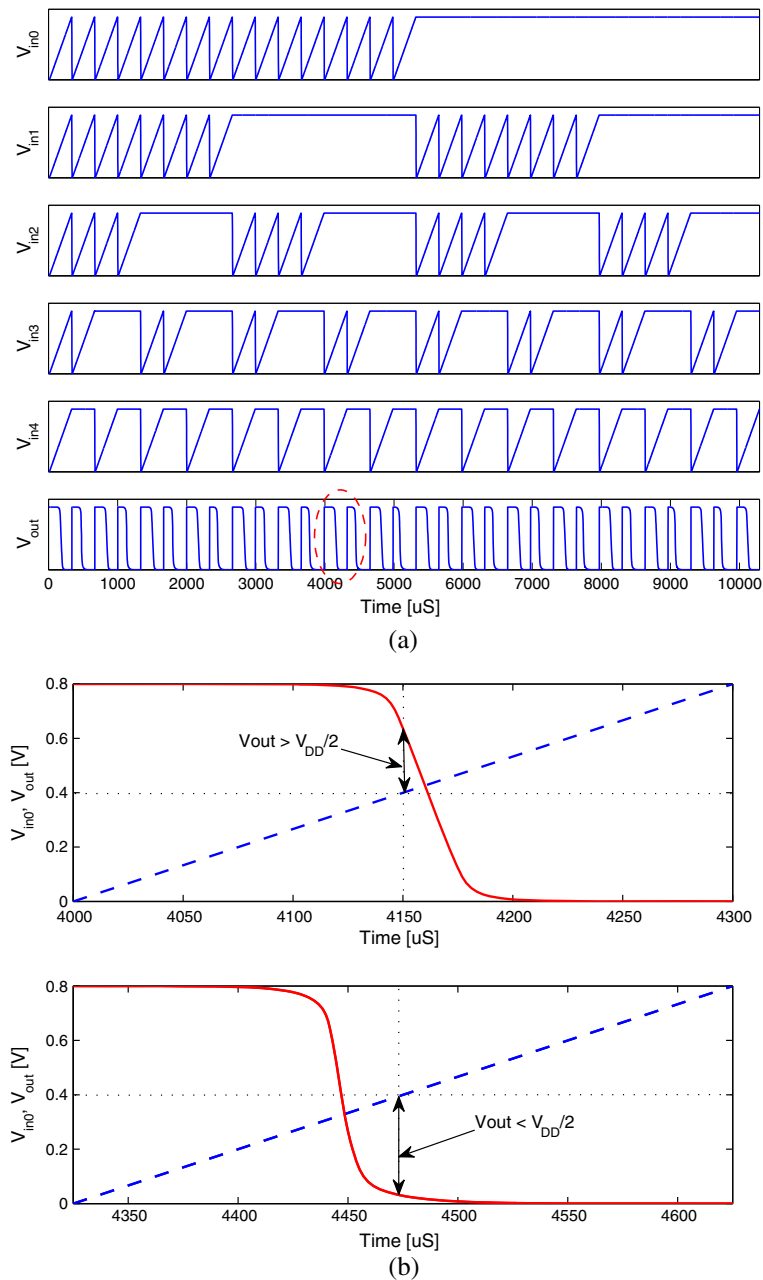 V_in0
V_in1
V_in2
V_in3
V_in4
V_out
0 1000 2000 3000 4000 5000 6000 7000 8000 9000 10000
Time [uS]
(a)
V_in0, V_out [V]
0.8
0.6
0.4
0.2
0
Vout > V_DD/2
4000 4050 4100 4150 4200 4250 4300
Time [uS]
V_in0, V_out [V]
0.8
0.6
0.4
0.2
0
Vout < V_DD/2
4350 4400 4450 4500 4550 4600
Time [uS]
(b)